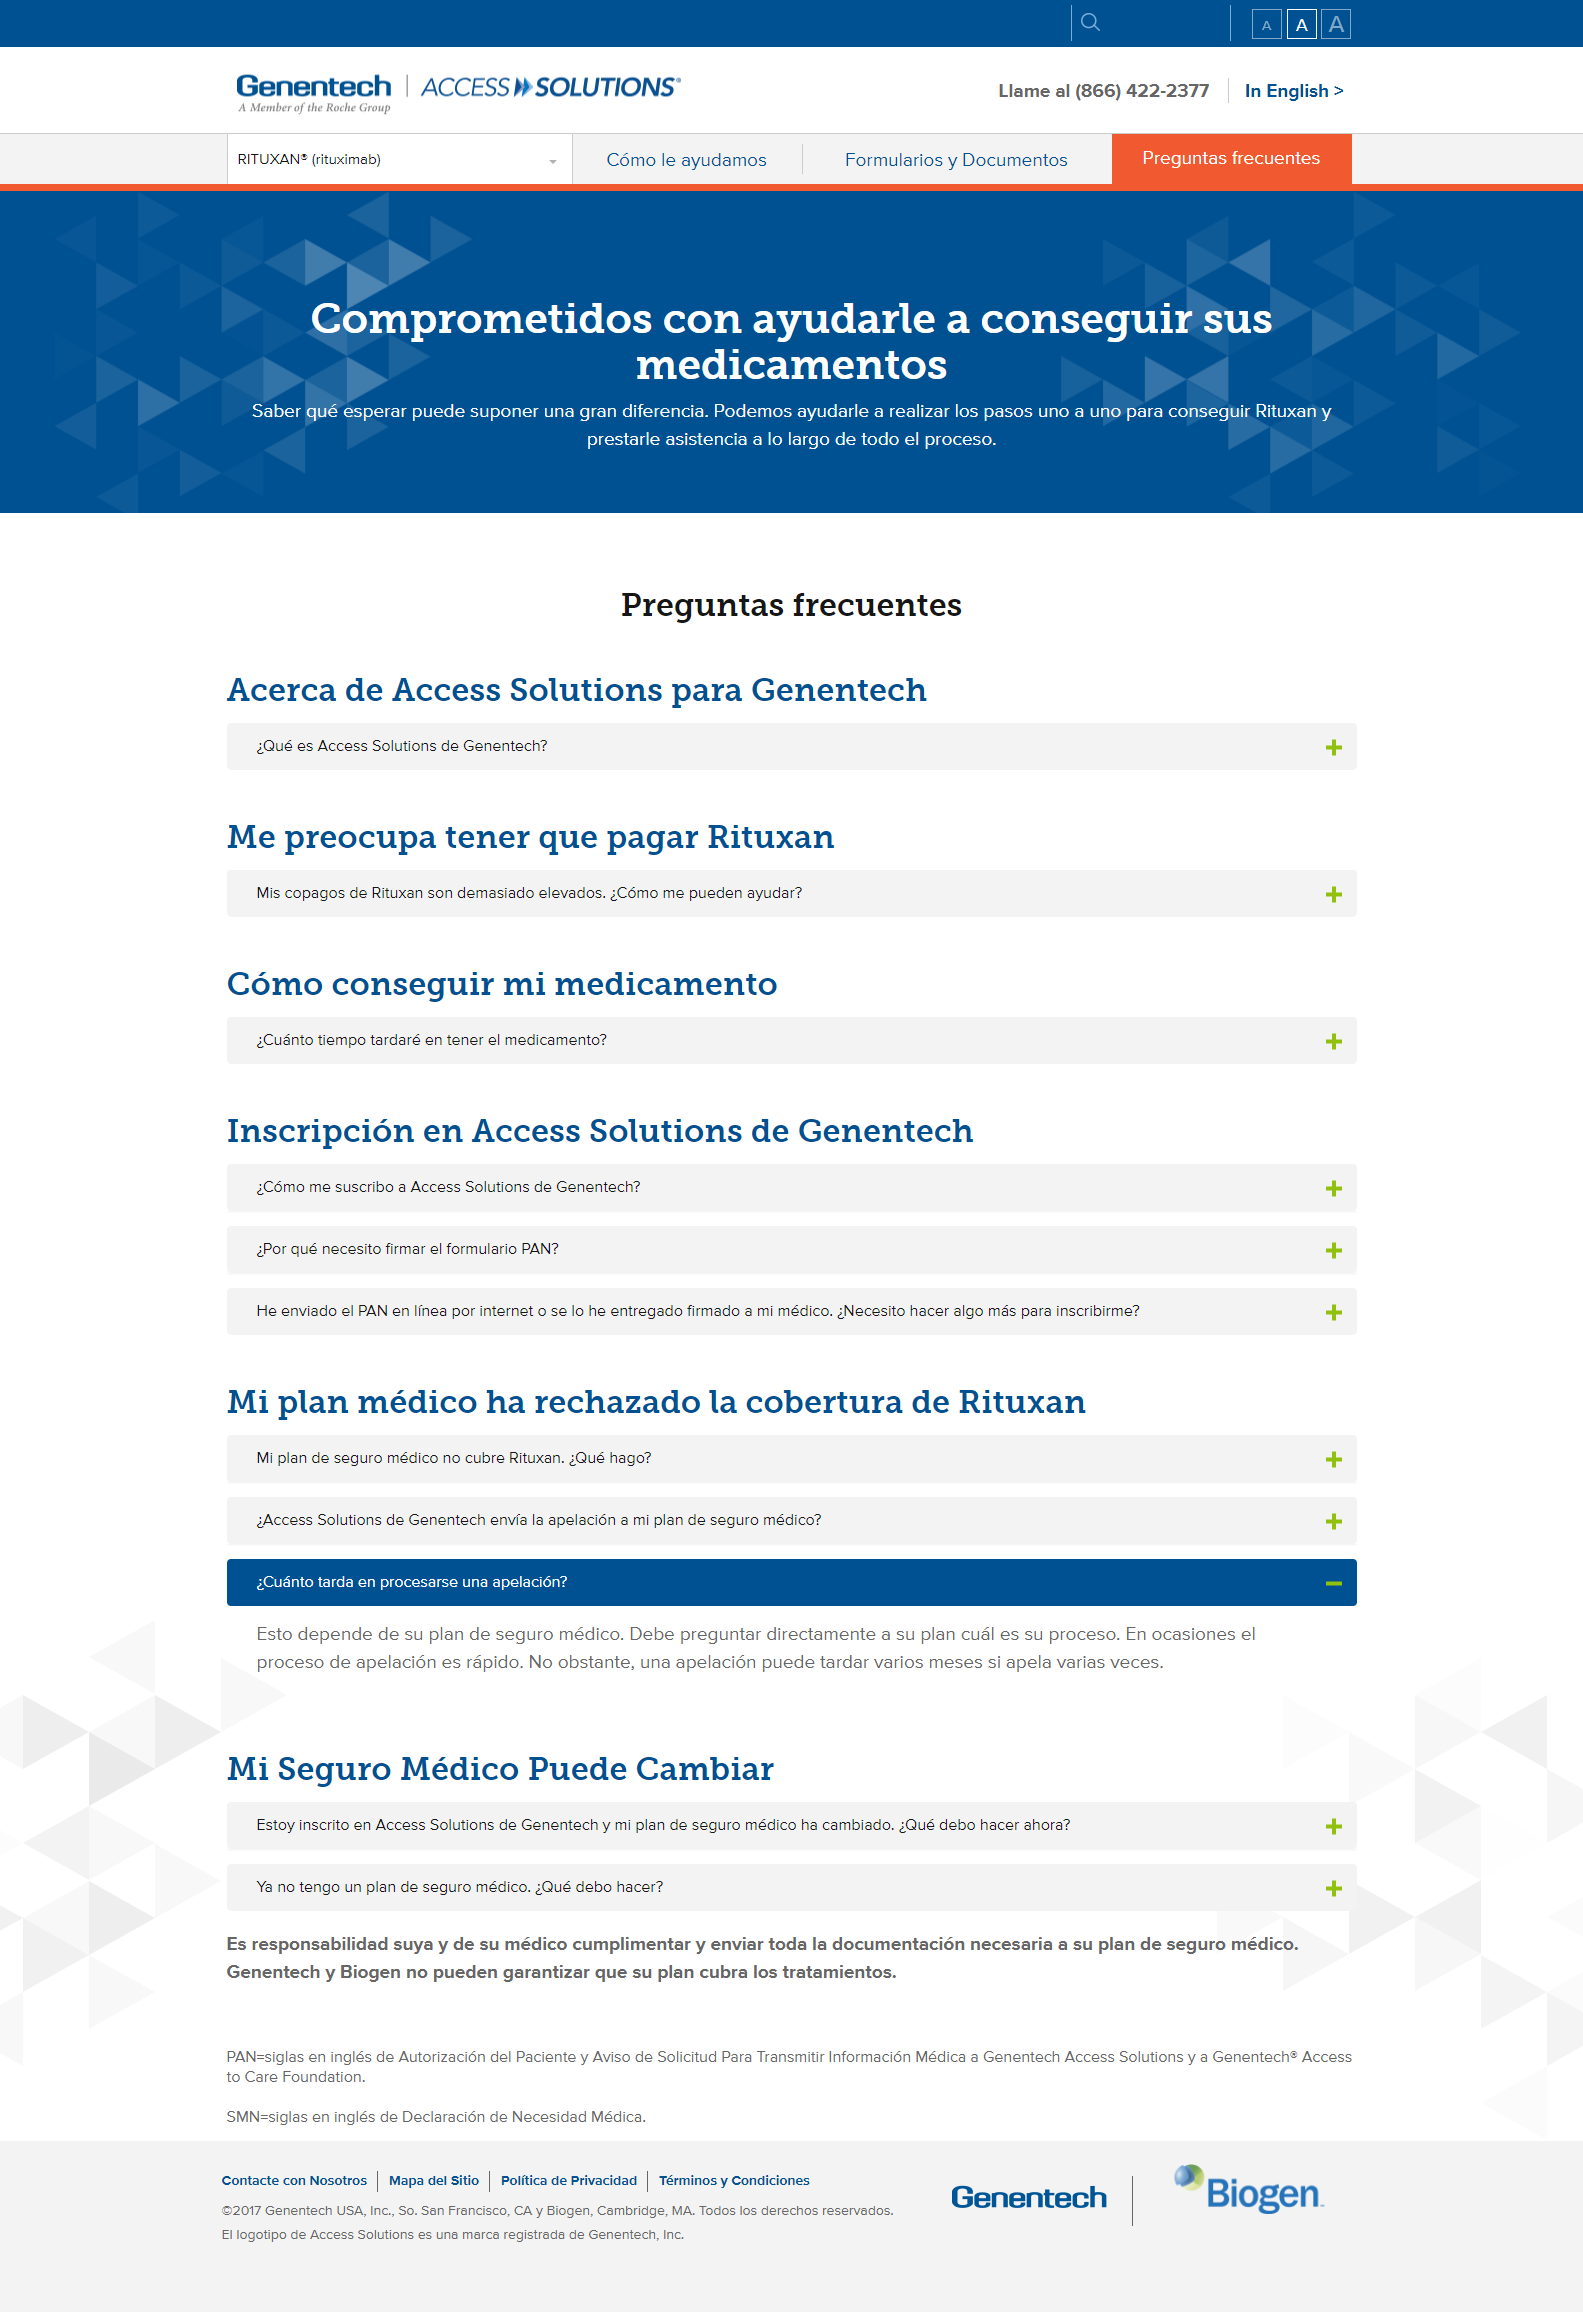 A A A
Genentech
A Member of the Roche Group
ACCESS SOLUTIONS®
Llame al (866) 422-2377
In English >
RITUXAN® (rituximab)
Cómo le ayudamos
Formularios y Documentos
Preguntas frecuentes
Comprometidos con ayudarle a conseguir sus
medicamentos
Saber qué esperar puede suponer una gran diferencia. Podemos ayudarle a realizar los pasos uno a uno para conseguir Rituxan y
prestarle asistencia a lo largo de todo el proceso.
Preguntas frecuentes
Acerca de Access Solutions para Genentech
¿Qué es Access Solutions de Genentech?
Me preocupa tener que pagar Rituxan
Mis copagos de Rituxan son demasiado elevados. ¿Cómo me pueden ayudar?
Cómo conseguir mi medicamento
¿Cuánto tiempo tardaré en tener el medicamento?
Inscripción en Access Solutions de Genentech
¿Cómo me suscribo a Access Solutions de Genentech?
¿Por qué necesito firmar el formulario PAN?
He enviado el PAN en línea por internet o se lo he entregado firmado a mi médico. ¿Necesito hacer algo más para inscribirme?
Mi plan médico ha rechazado la cobertura de Rituxan
Mi plan de seguro médico no cubre Rituxan. ¿Qué hago?
¿Access Solutions de Genentech envía la apelación a mi plan de seguro médico?
¿Cuánto tarda en procesarse una apelación?
Esto depende de su plan de seguro médico. Debe preguntar directamente a su plan cuál es su proceso. En ocasiones el
proceso de apelación es rápido. No obstante, una apelación puede tardar varios meses si apela varias veces.
Mi Seguro Médico Puede Cambiar
Estoy inscrito en Access Solutions de Genentech y mi plan de seguro médico ha cambiado. ¿Qué debo hacer ahora?
Ya no tengo un plan de seguro médico. ¿Qué debo hacer?
Es responsabilidad suya y de su médico cumplimentar y enviar toda la documentación necesaria a su plan de seguro médico.
Genentech y Biogen no pueden garantizar que su plan cubra los tratamientos.
PAN=siglas en inglés de Autorización del Paciente y Aviso de Solicitud Para Transmitir Información Médica a Genentech Access Solutions y a Genentech® Access
to Care Foundation.
SMN=siglas en inglés de Declaración de Necesidad Médica.
Contacte con Nosotros | Mapa del Sitio | Política de Privacidad | Términos y Condiciones
©2017 Genentech USA, Inc., So. San Francisco, CA y Biogen, Cambridge, MA. Todos los derechos reservados.
El logotipo de Access Solutions es una marca registrada de Genentech, Inc.
Genentech
Biogen